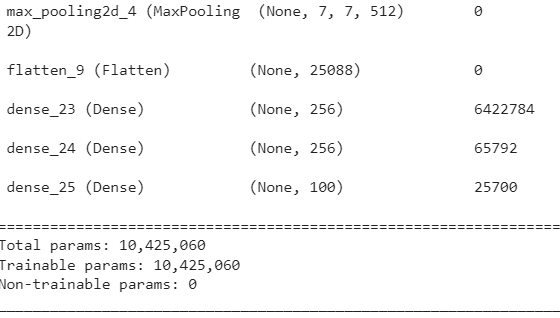 max_pooling2d_4 (MaxPooling  (None, 7, 7, 512)        0
2D)
flatten_9 (Flatten)         (None, 25088)             0
dense_23 (Dense)            (None, 256)               6422784
dense_24 (Dense)            (None, 256)               65792
dense_25 (Dense)            (None, 100)               25700
=================================================================
Total params: 10,425,060
Trainable params: 10,425,060
Non-trainable params: 0